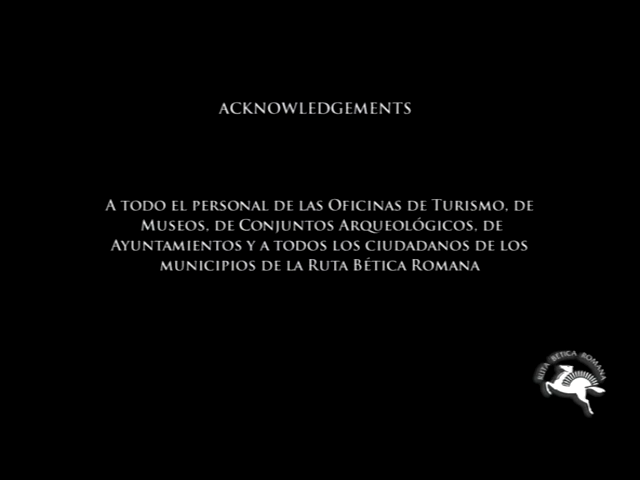 ACKNOWLEDGEMENTS
A TODO EL PERSONAL DE LAS OFICINAS DE TURISMO, DE
MUSEOS, DE CONJUNTOS ARQUEOLÓGICOS, DE
AYUNTAMIENTOS Y A TODOS LOS CIUDADANOS DE LOS
MUNICIPIOS DE LA RUTA BÉTICA ROMANA
RUTA BÉTICA ROMANA